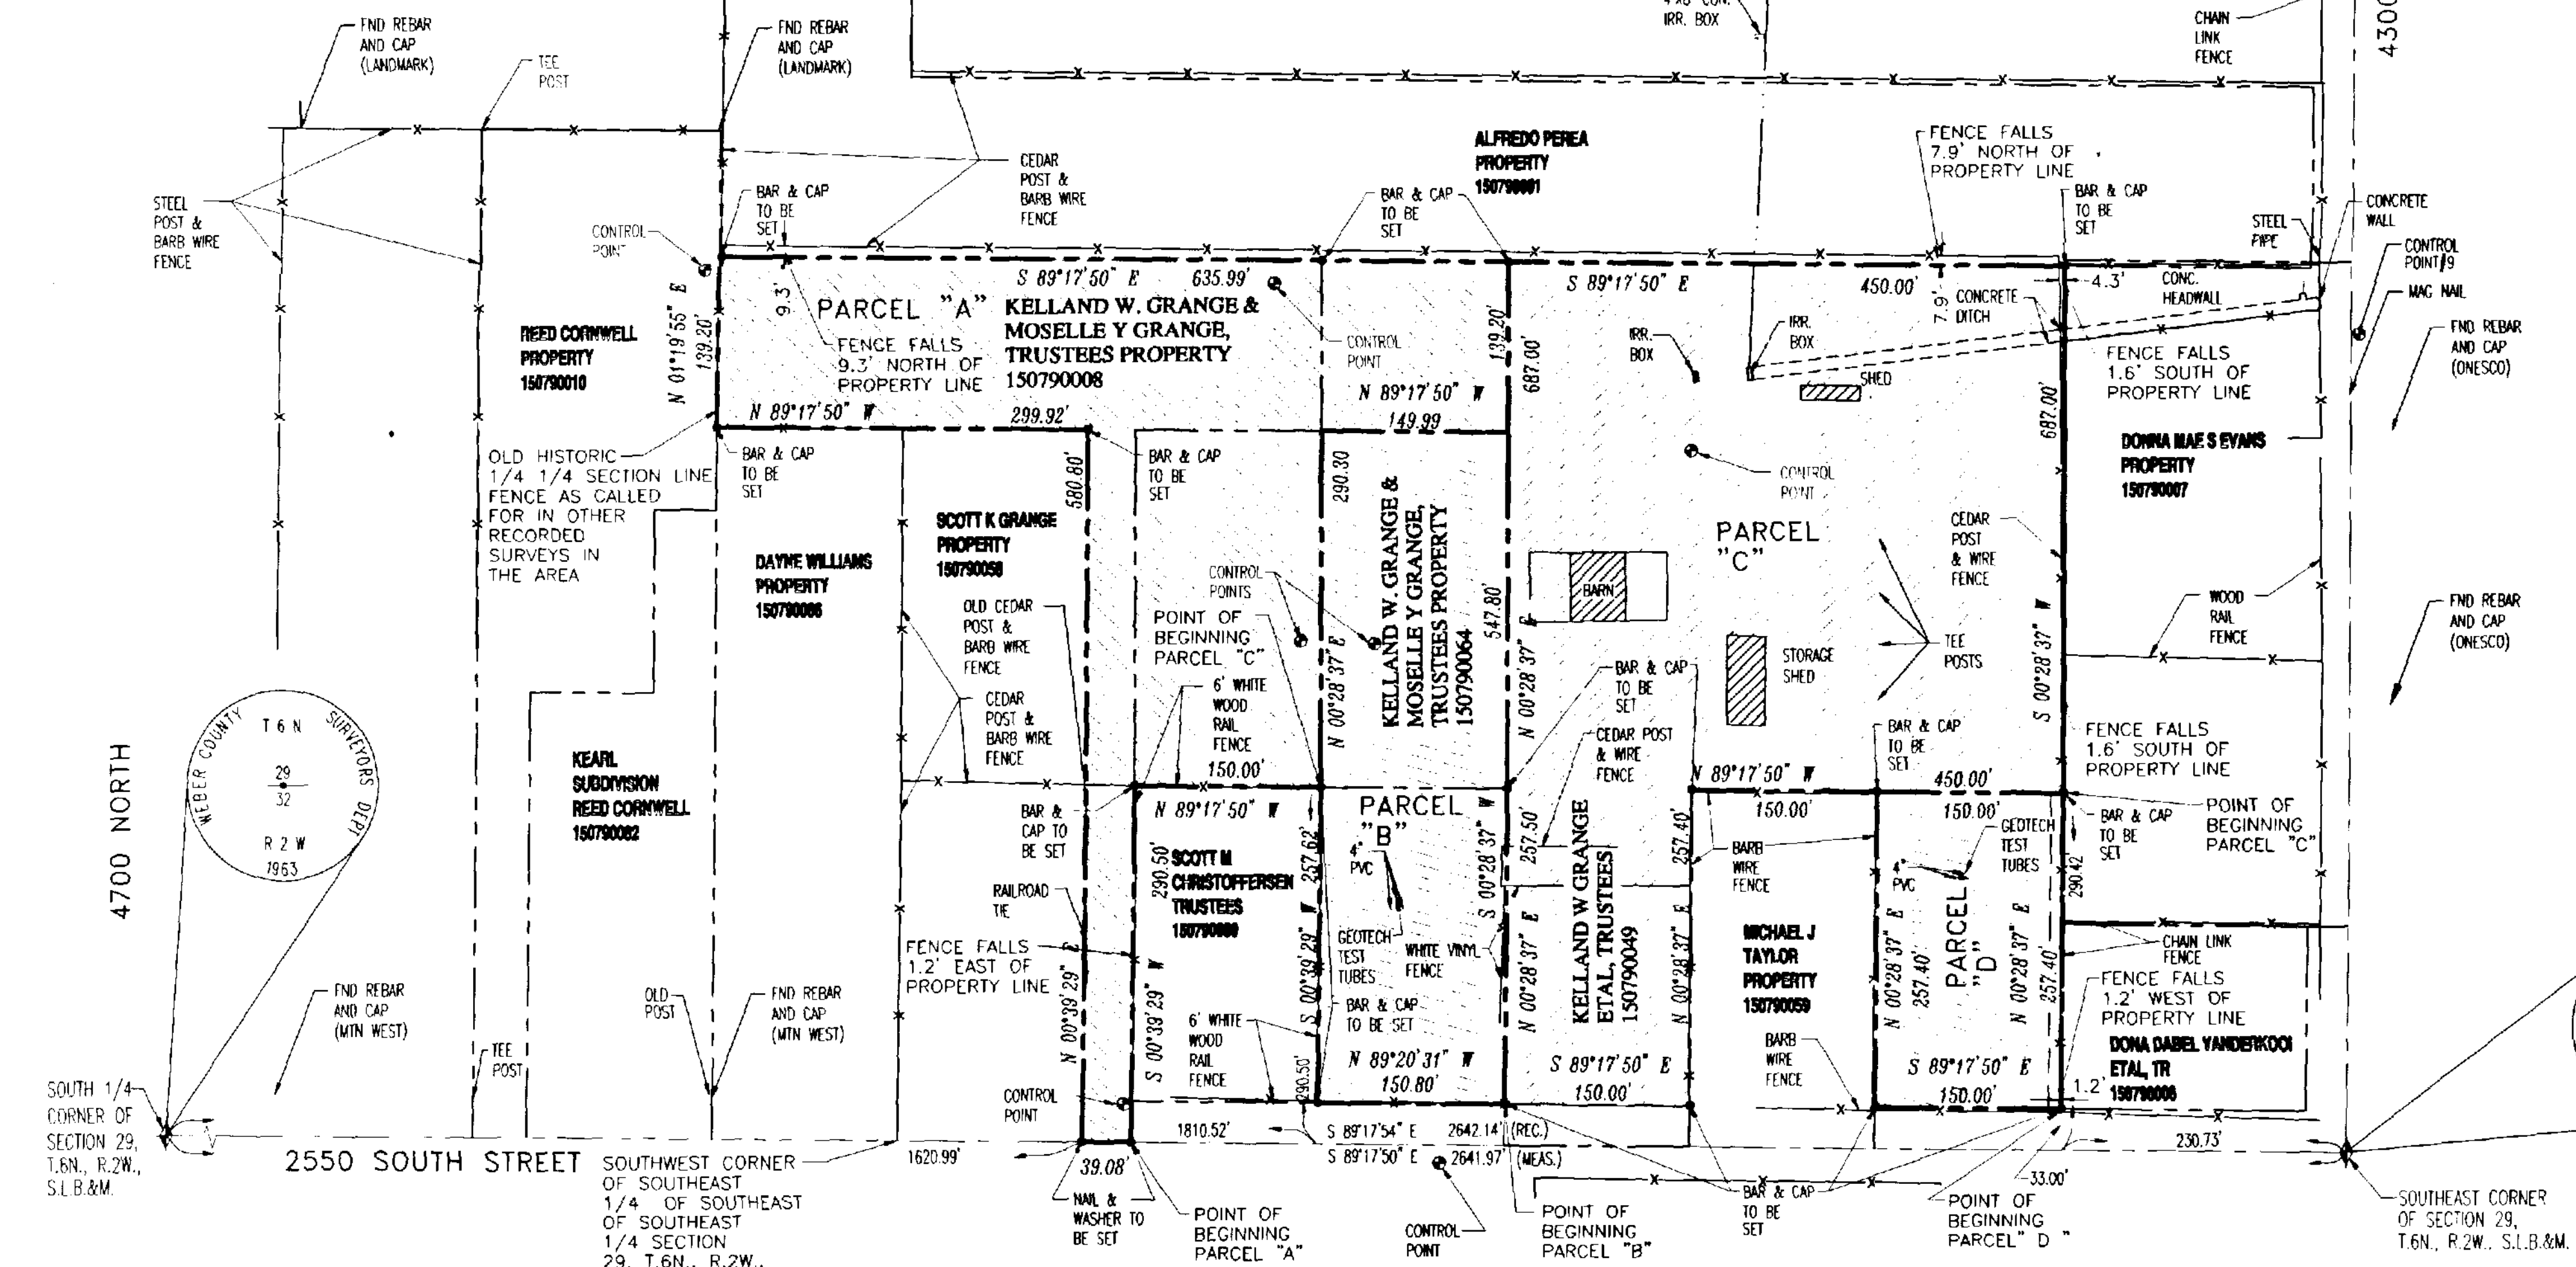 FND REBAR
AND CAP
(LANDMARK)
TEE
POST
FND REBAR
AND CAP
(LANDMARK)
IRR. BOX
CHAIN
LINK
FENCE
STEEL
POST &
BARB WIRE
FENCE
CONTROL
POINT
BAR & CAP
TO BE
SET
CEDAR
POST &
BARB WIRE
FENCE
ALFREDO PEREA
PROPERTY
150790001
BAR & CAP
TO BE
SET
FENCE FALLS
7.9' NORTH OF
PROPERTY LINE
BAR & CAP
TO BE
SET
STEEL
PIPE
CONCRETE
WALL
CONTROL
POINT#9
MAG NAIL
FND REBAR
AND CAP
(ONESCO)
S 89°17'50" E 635.99'
S 89°17'50" E 450.00'
4.3'
CONC.
HEADWALL
7.9'
CONCRETE
DITCH
N 01°19'55" E
139.20'
9.3'
PARCEL "A"
KELLAND W. GRANGE &
MOSELLE Y GRANGE,
TRUSTEES PROPERTY
150790008
FENCE FALLS
9.3' NORTH OF
PROPERTY LINE
REED CORNWELL
PROPERTY
150790010
CONTROL
POINT
139.20'
687.00'
IRR.
BOX
IRR.
BOX
SHED
FENCE FALLS
1.6' SOUTH OF
PROPERTY LINE
N 89°17'50" W
299.92'
N 89°17'50" W
149.99
687.00'
OLD HISTORIC
1/4 1/4 SECTION LINE
FENCE AS CALLED
FOR IN OTHER
RECORDED
SURVEYS IN
THE AREA
BAR & CAP
TO BE
SET
580.80'
BAR & CAP
TO BE
SET
290.30
CONTROL
POINT
DONNA MAE S EVANS
PROPERTY
150790007
SCOTT K GRANGE
PROPERTY
150790058
DAYNE WILLIAMS
PROPERTY
150790086
KELLAND W. GRANGE &
MOSELLE Y GRANGE,
TRUSTEES PROPERTY
150790064
547.80'
PARCEL
"C"
CEDAR
POST
& WIRE
FENCE
BARN
CONTROL
POINTS
OLD CEDAR
POST &
BARB WIRE
FENCE
POINT OF
BEGINNING
PARCEL "C"
N 00°28'37" E
N 00°28'37" E
STORAGE
SHED
TEE
POSTS
S 00°28'37" W
WOOD
RAIL
FENCE
FND REBAR
AND CAP
(ONESCO)
BAR & CAP
TO BE
SET
6' WHITE
WOOD
RAIL
FENCE
CEDAR
POST &
BARB WIRE
FENCE
CEDAR POST
& WIRE
FENCE
BAR & CAP
TO BE
SET
FENCE FALLS
1.6' SOUTH OF
PROPERTY LINE
4700 NORTH
WEBER COUNTY SURVEYORS DEPT
T 6 N
29
32
R 2 W
1963
KEARL
SUBDIVISION
REED CORNWELL
150790082
150.00'
N 89°17'50" W
PARCEL
"B"
N 89°17'50" W
450.00'
150.00'
150.00'
BAR &
CAP TO
BE SET
290.50'
SCOTT M
CHRISTOFFERSEN
TRUSTEES
257.62'
4"
PVC
S 00°28'37" W
257.50'
KELLAND W GRANGE
ETAL, TRUSTEES
150790049
257.40'
BARB
WIRE
FENCE
4"
PVC
GEOTECH
TEST
TUBES
290.42
BAR & CAP
TO BE
SET
POINT OF
BEGINNING
PARCEL "C"
RAILROAD
TIE
FENCE FALLS
1.2' EAST OF
PROPERTY LINE
N 00°39'29" E
S 00°39'29" W
S 00°39'29" W
GEOTECH
TEST
TUBES
WHITE VINYL
FENCE
N 00°28'37" E
N 00°28'37" E
MICHAEL J
TAYLOR
PROPERTY
150790059
N 00°28'37" E
257.40'
PARCEL
"D"
N 00°28'37" E
257.40'
CHAIN LINK
FENCE
FENCE FALLS
1.2' WEST OF
PROPERTY LINE
FND REBAR
AND CAP
(MTN WEST)
OLD
POST
FND REBAR
AND CAP
(MTN WEST)
BAR & CAP
TO BE SET
6' WHITE
WOOD
RAIL
FENCE
290.50'
N 89°20'31" W
150.80'
S 89°17'50" E
150.00'
BARB
WIRE
FENCE
S 89°17'50" E
150.00'
1.2'
DONA DABEL VANDERKOOI
ETAL, TR
150790006
TEE
POST
CONTROL
POINT
SOUTH 1/4
CORNER OF
SECTION 29,
T.6N., R.2W.,
S.L.B.&M.
2550 SOUTH STREET
SOUTHWEST CORNER
OF SOUTHEAST
1/4 OF SOUTHEAST
OF SOUTHEAST
1/4 SECTION
29, T.6N., R.2W.,
1620.99'
39.08'
1810.52'
S 89°17'54" E 2642.14' (REC.)
S 89°17'50" E 2641.97' (MEAS.)
230.73'
33.00'
NAIL &
WASHER TO
BE SET
POINT OF
BEGINNING
PARCEL "A"
CONTROL
POINT
POINT OF
BEGINNING
PARCEL "B"
BAR & CAP
TO BE
SET
POINT OF
BEGINNING
PARCEL" D "
SOUTHEAST CORNER
OF SECTION 29,
T.6N., R.2W., S.L.B.&M.